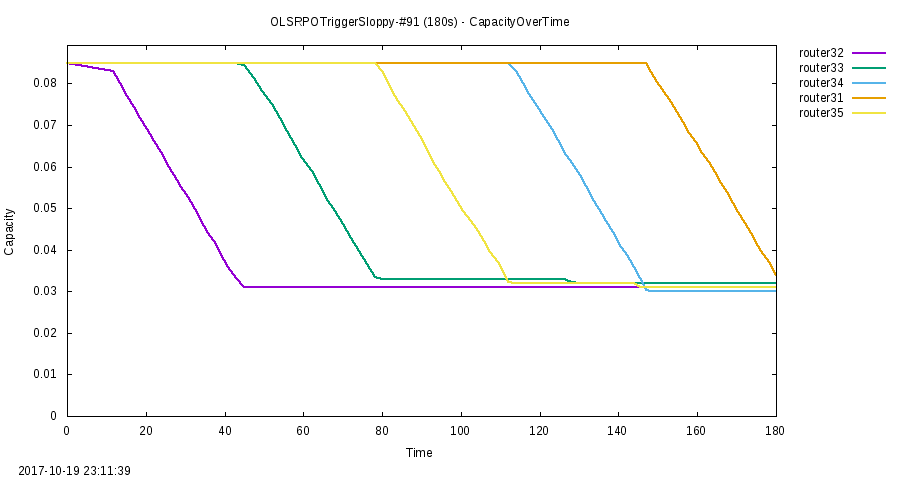 OLSRPOTriggerSloppy-#91 (180s) - CapacityOverTime
router32
router33
router34
router31
router35
Capacity
0.08
0.07
0.06
0.05
0.04
0.03
0.02
0.01
0
0 20 40 60 80 100 120 140 160 180
Time
2017-10-19 23:11:39